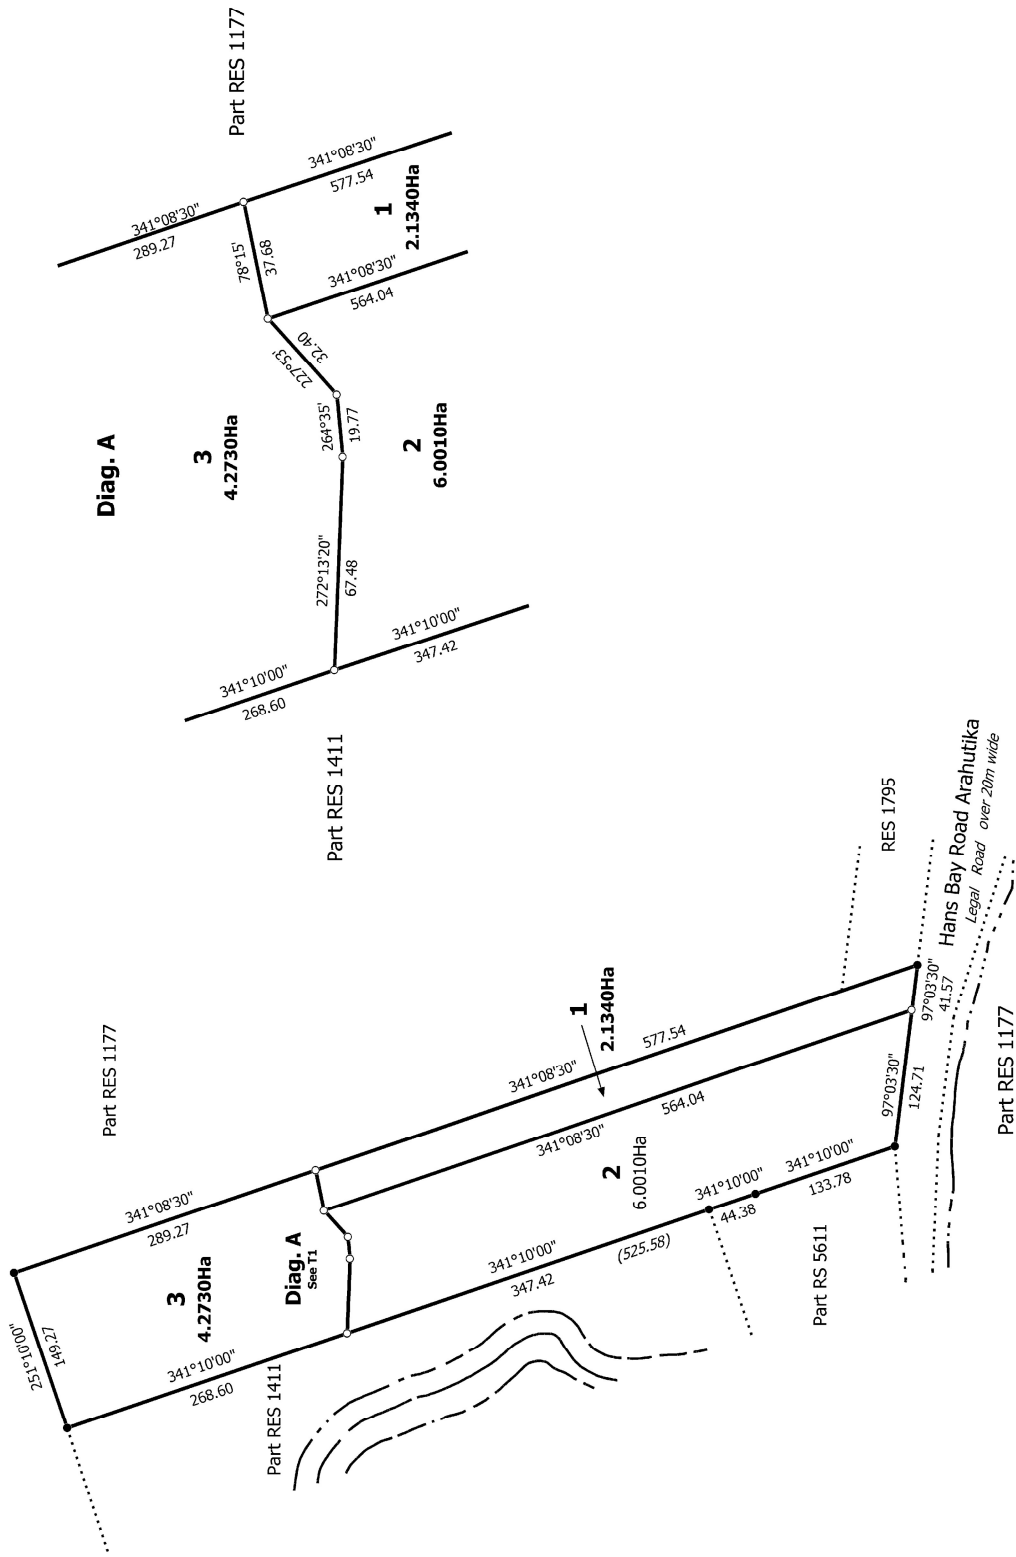 Part RES 1177
341°08'30"
577.54
341°08'30"
289.27
78°15'
37.68
1
2.1340Ha
341°08'30"
564.04
227°53'
32.40
Diag. A
3
4.2730Ha
264°35'
19.77
2
6.0010Ha
272°13'20"
67.48
341°10'00"
347.42
341°10'00"
268.60
Part RES 1411
RES 1795
Hans Bay Road Arahutika
Legal Road over 20m wide
Part RES 1177
1
2.1340Ha
577.54
341°08'30"
97°03'30"
41.57
97°03'30"
124.71
564.04
341°08'30"
2
6.0010Ha
341°10'00"
133.78
341°10'00"
44.38
Part RS 5611
(525.58)
341°10'00"
347.42
Part RES 1177
341°08'30"
289.27
Diag. A
See T1
3
4.2730Ha
251°10'00"
149.27
341°10'00"
268.60
Part RES 1411